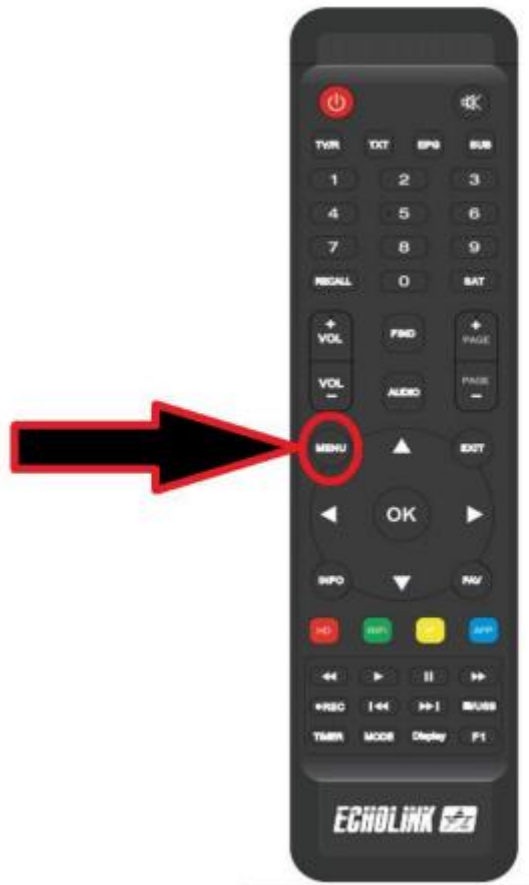 TV/R TXT EPG SUB
1 2 3
4 5 6
7 8 9
RECALL 0 SAT
+ FIND +
VOL PAGE
VOL AUDIO PAGE
- -
MENU EXIT
OK
INFO FAV
HD WIFI APP
●REC ■/USB
TIMER MODE Display F1
ECHOLINK